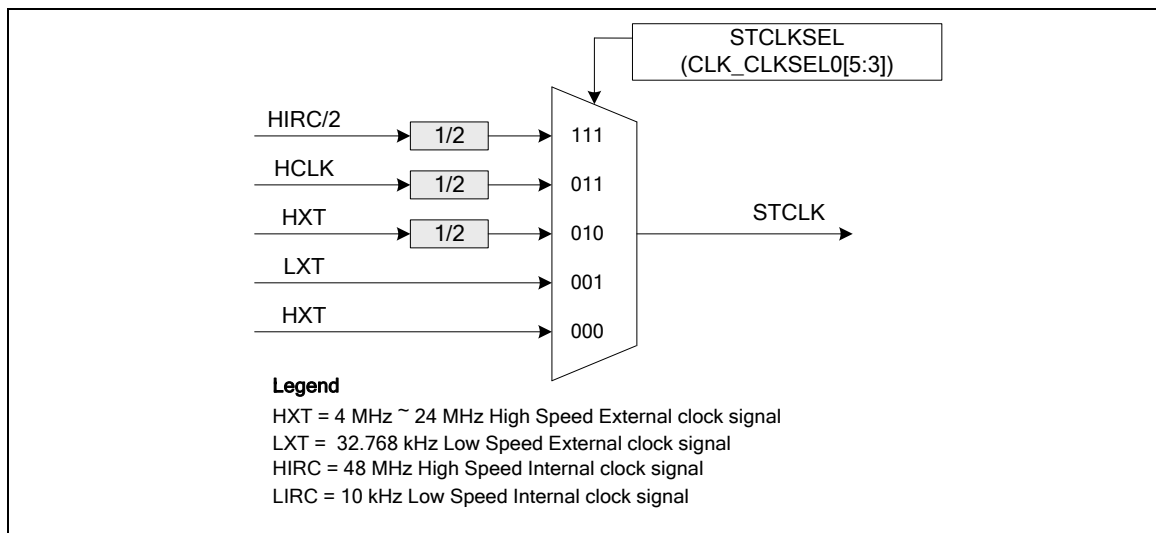 STCLKSEL
(CLK_CLKSEL0[5:3])
HIRC/2
1/2
111
HCLK
1/2
011
HXT
1/2
010
STCLK
LXT
001
HXT
000
Legend
HXT = 4 MHz ~ 24 MHz High Speed External clock signal
LXT = 32.768 kHz Low Speed External clock signal
HIRC = 48 MHz High Speed Internal clock signal
LIRC = 10 kHz Low Speed Internal clock signal